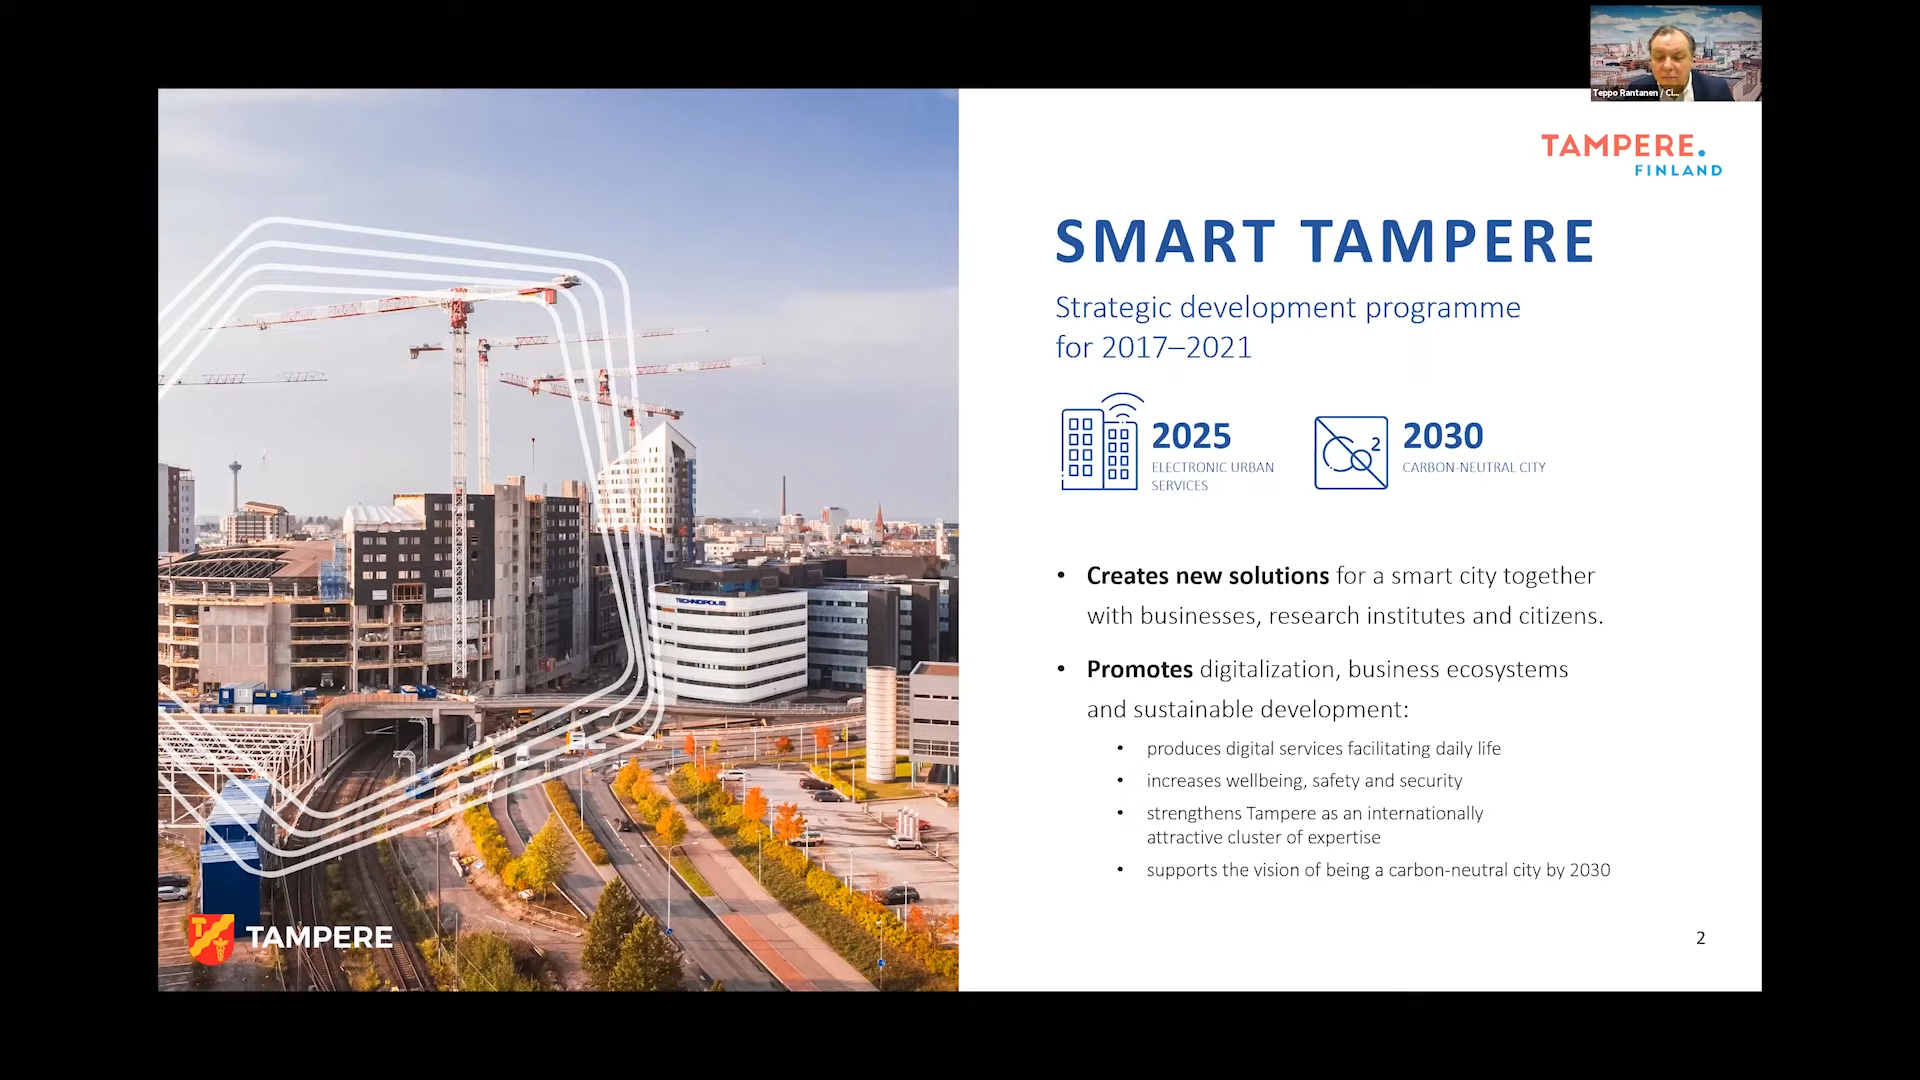 Teppo Rantanen / Ci...
TAMPERE.
FINLAND
SMART TAMPERE
Strategic development programme
for 2017–2021
2025
ELECTRONIC URBAN
SERVICES
CO2
2030
CARBON-NEUTRAL CITY
• Creates new solutions for a smart city together
with businesses, research institutes and citizens.
• Promotes digitalization, business ecosystems
and sustainable development:
• produces digital services facilitating daily life
• increases wellbeing, safety and security
• strengthens Tampere as an internationally
attractive cluster of expertise
• supports the vision of being a carbon-neutral city by 2030
2
TECHNOPOLIS
TAMPERE